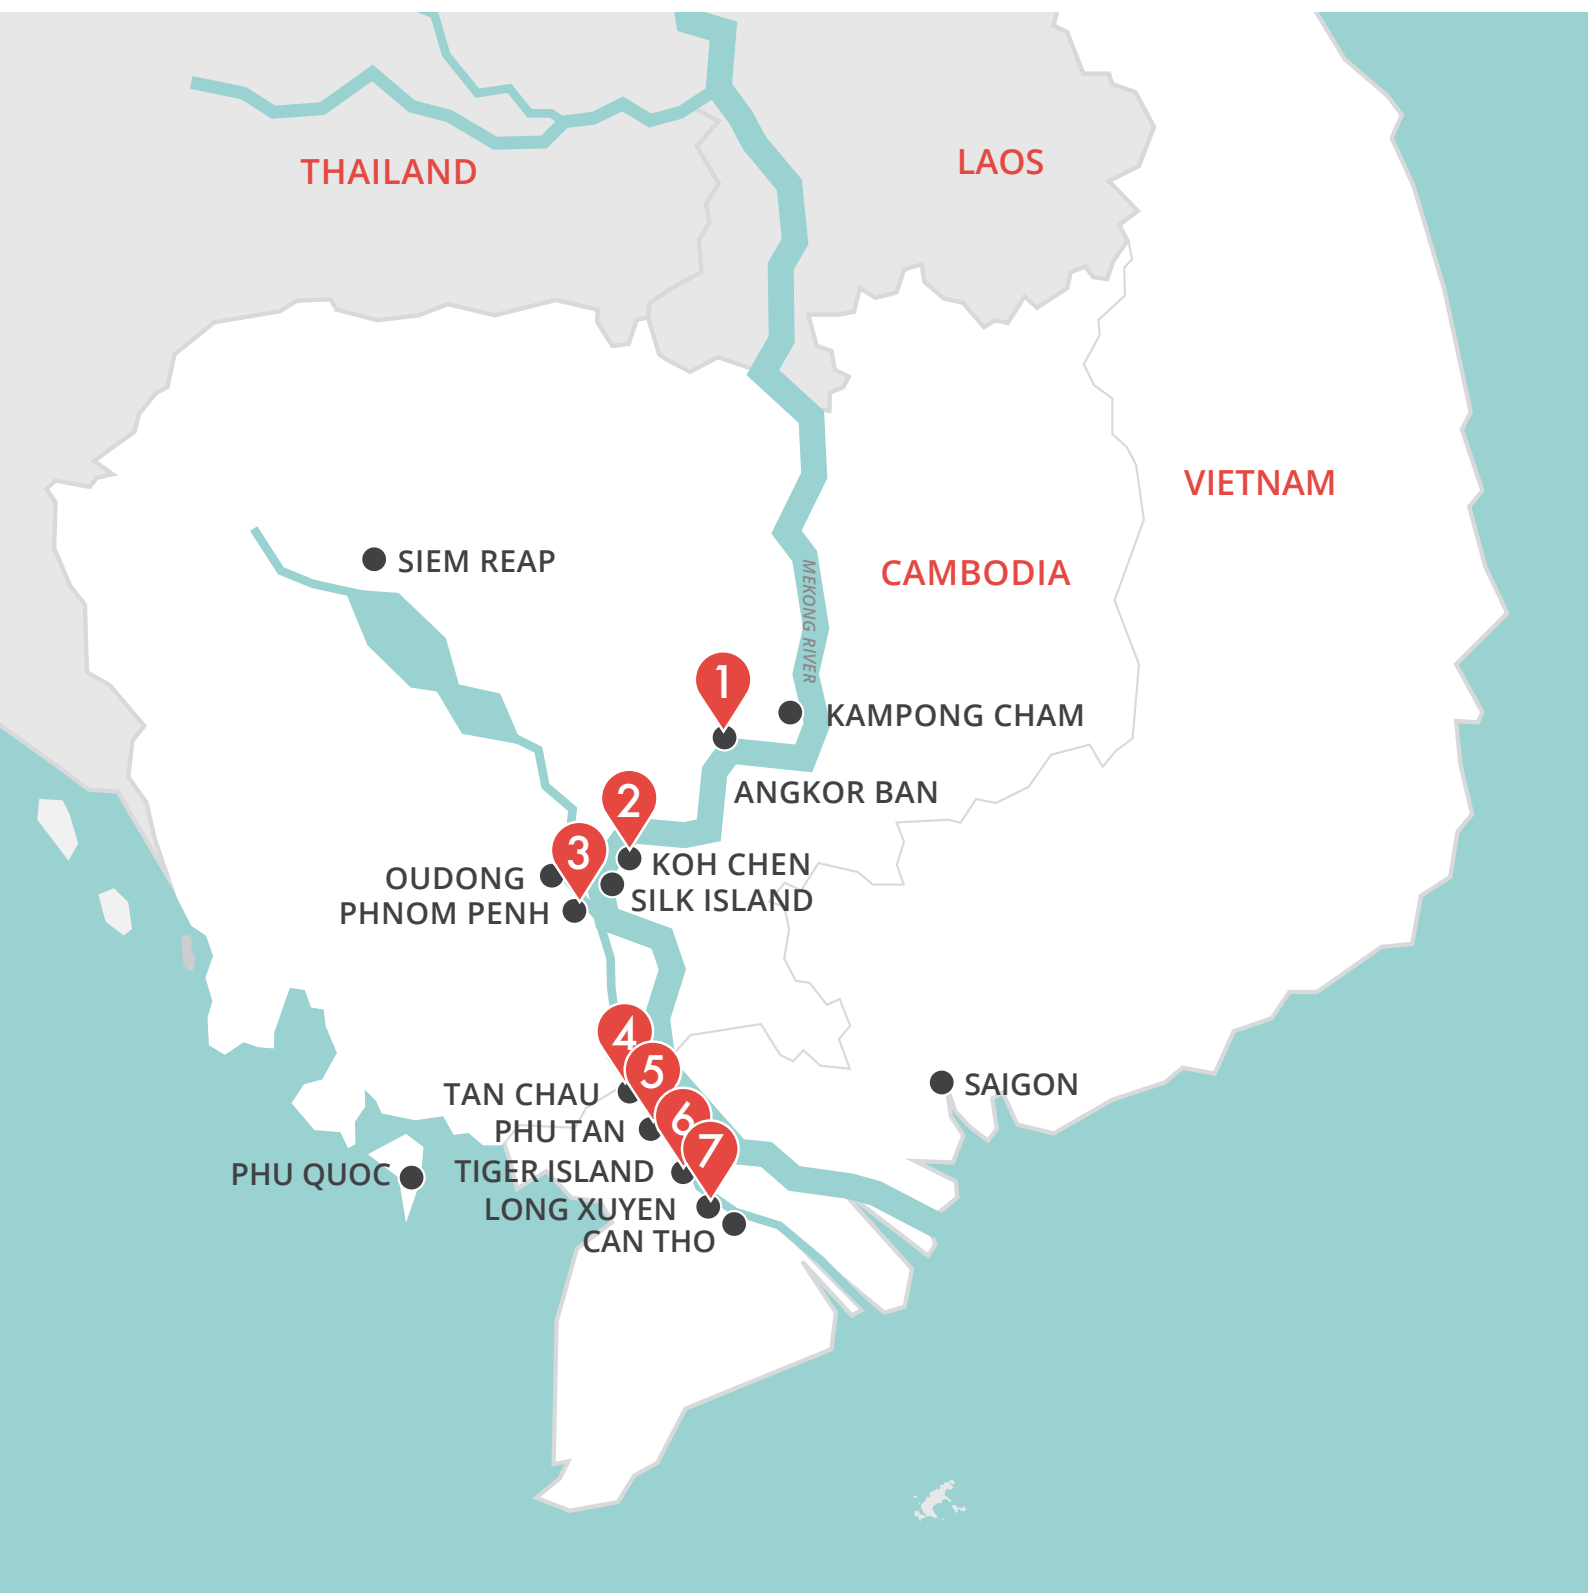 THAILAND
LAOS
VIETNAM
SIEM REAP
CAMBODIA
MEKONG RIVER
1
KAMPONG CHAM
ANGKOR BAN
2
3
KOH CHEN
OUDONG
SILK ISLAND
PHNOM PENH
4
5
SAIGON
TAN CHAU
6
PHU TAN
7
TIGER ISLAND
PHU QUOC
LONG XUYEN
CAN THO